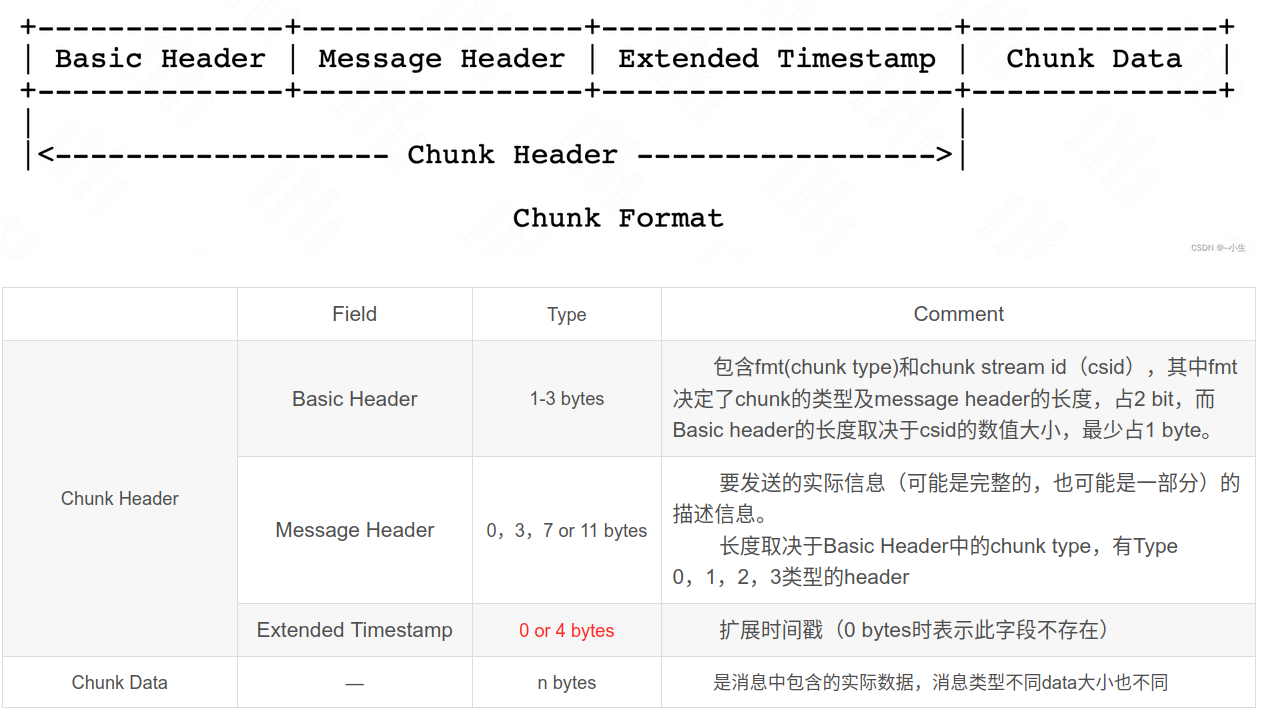 +--------------+----------------+--------------------+--------------+
| Basic Header | Message Header | Extended Timestamp | Chunk Data |
+--------------+----------------+--------------------+--------------+
| |
|<------------------- Chunk Header ----------------->|
Chunk Format
CSDN @~小生
Field Type Comment
Chunk Header
Basic Header 1-3 bytes
包含fmt(chunk type)和chunk stream id（csid），其中fmt
决定了chunk的类型及message header的长度，占2 bit，而
Basic header的长度取决于csid的数值大小，最少占1 byte。
Message Header 0，3，7 or 11 bytes
要发送的实际信息（可能是完整的，也可能是一部分）的
描述信息。
长度取决于Basic Header中的chunk type，有Type
0，1，2，3类型的header
Extended Timestamp 0 or 4 bytes 扩展时间戳（0 bytes时表示此字段不存在）
Chunk Data — n bytes 是消息中包含的实际数据，消息类型不同data大小也不同